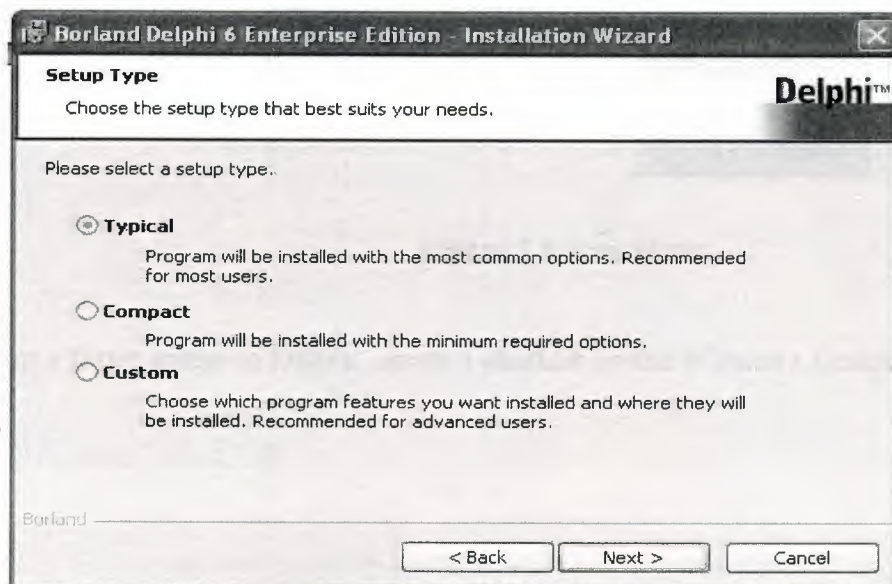 Borland Delphi 6 Enterprise Edition - Installation Wizard
Setup Type
Choose the setup type that best suits your needs.
Delphi™
Please select a setup type.
Typical
Program will be installed with the most common options. Recommended
for most users.
Compact
Program will be installed with the minimum required options.
Custom
Choose which program features you want installed and where they will
be installed. Recommended for advanced users.
Borland
< Back
Next >
Cancel